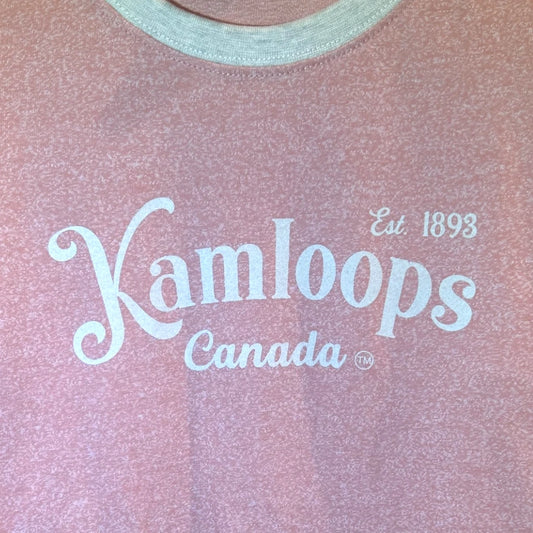 Est. 1893
Kamloops
Canada ™